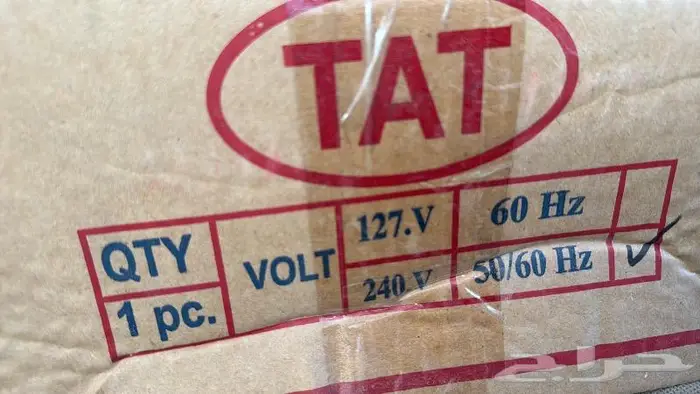 TAT
QTY VOLT 127.V 60 Hz
1 pc. 240 V 50/60 Hz ✓
حراج